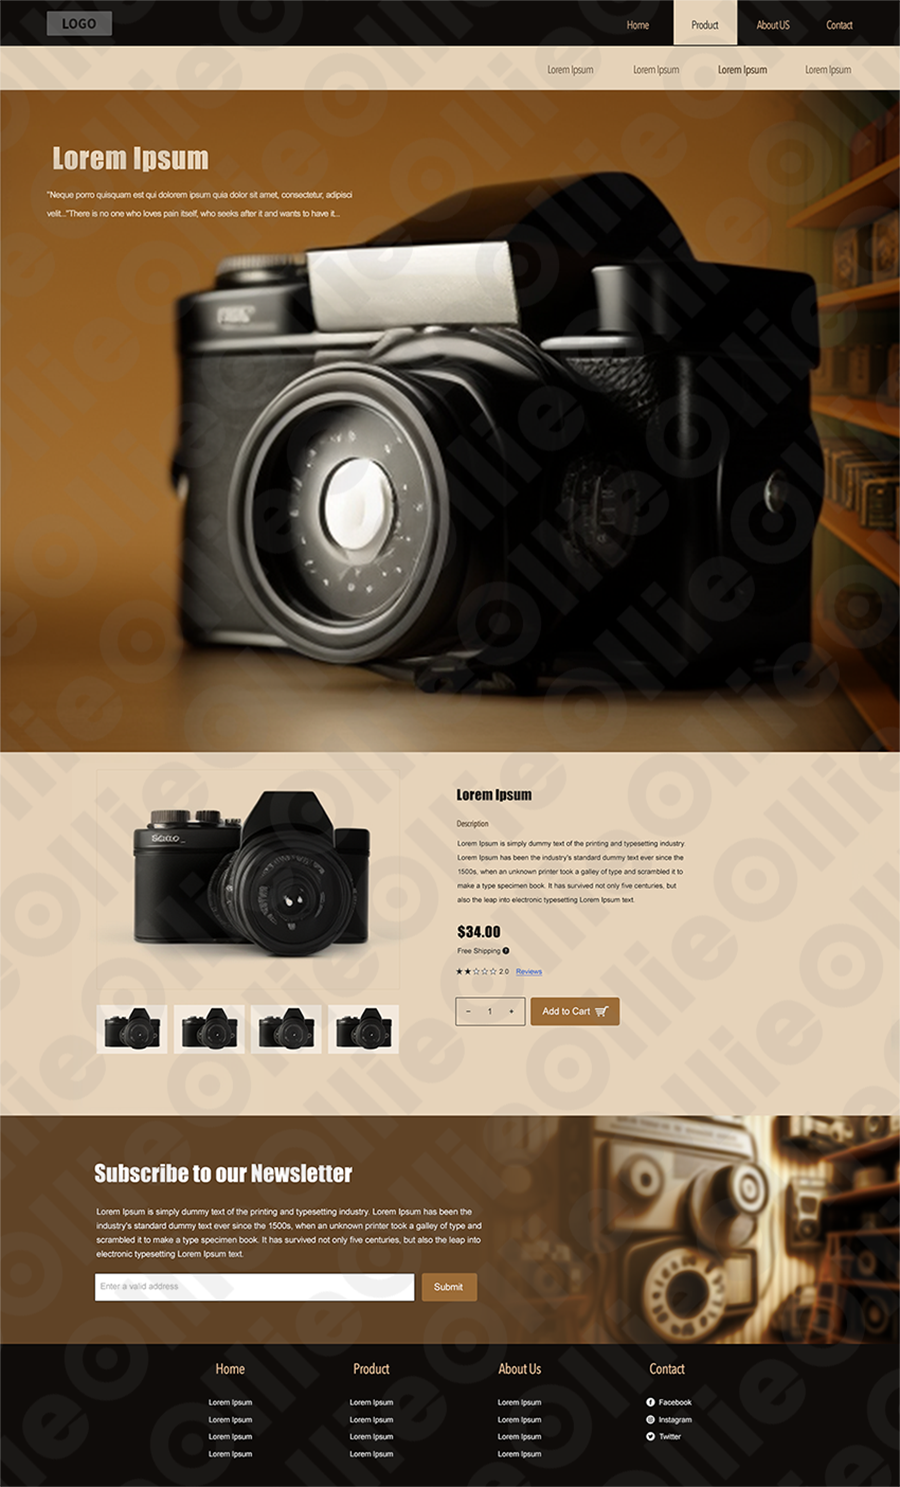 LOGO
Home Product About US Contact
Lorem Ipsum Lorem Ipsum Lorem Ipsum Lorem Ipsum
Lorem Ipsum
"Neque porro quisquam est qui dolorem ipsum quia dolor sit amet, consectetur, adipisci
velit..."There is no one who loves pain itself, who seeks after it and wants to have it...
Lorem Ipsum
Description
Lorem Ipsum is simply dummy text of the printing and typesetting industry.
Lorem Ipsum has been the industry's standard dummy text ever since the
1500s, when an unknown printer took a galley of type and scrambled it to
make a type specimen book. It has survived not only five centuries, but
also the leap into electronic typesetting Lorem Ipsum text.
$34.00
Free Shipping ?
★★☆☆☆ 2.0 Reviews
− 1 + Add to Cart
Subscribe to our Newsletter
Lorem Ipsum is simply dummy text of the printing and typesetting industry. Lorem Ipsum has been the
industry's standard dummy text ever since the 1500s, when an unknown printer took a galley of type and
scrambled it to make a type specimen book. It has survived not only five centuries, but also the leap into
electronic typesetting Lorem Ipsum text.
Enter a valid address Submit
Home Product About Us Contact
Lorem Ipsum Lorem Ipsum Lorem Ipsum Facebook
Lorem Ipsum Lorem Ipsum Lorem Ipsum Instagram
Lorem Ipsum Lorem Ipsum Lorem Ipsum Twitter
Lorem Ipsum Lorem Ipsum Lorem Ipsum
Ollie